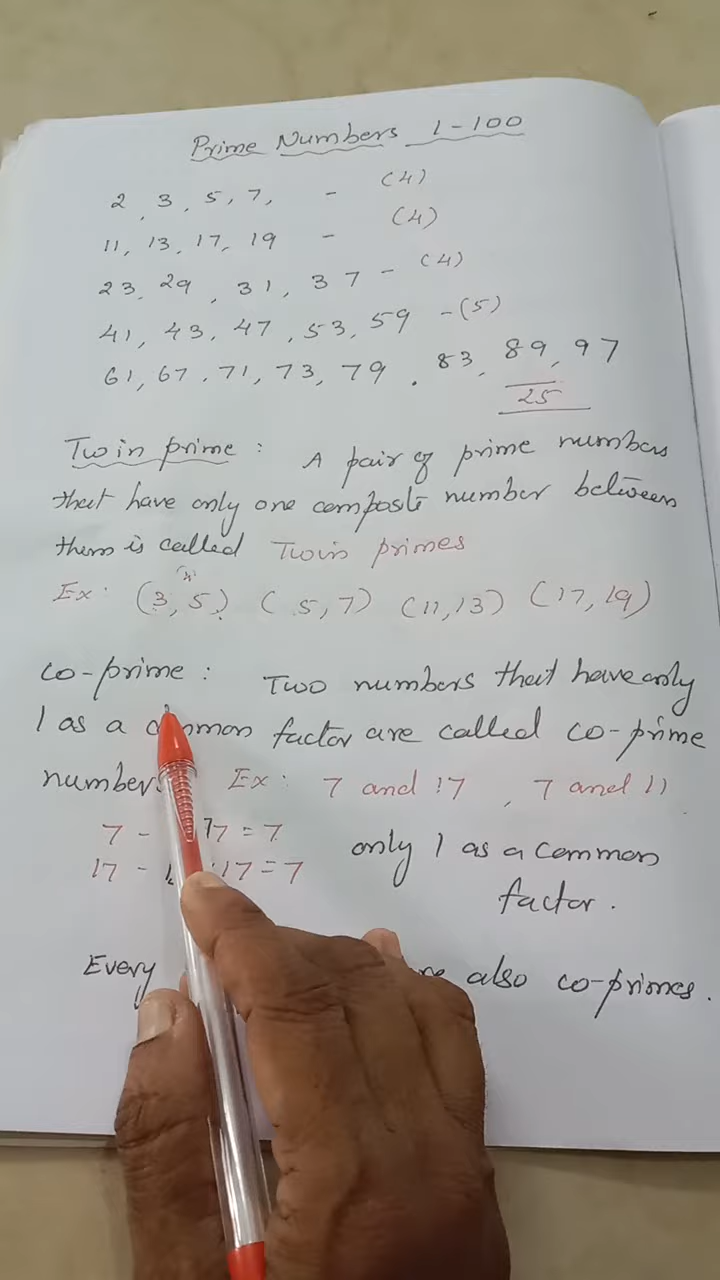 Prime Numbers 1-100
2, 3, 5, 7, - (4)
11, 13, 17, 19 - (4)
23, 29, 31, 37 - (4)
41, 43, 47, 53, 59 - (5)
61, 67, 71, 73, 79, 83, 89, 97
25
Twin prime : A pair of prime numbers
that have only one composite number between
them is called Twin primes
Ex: (3, 5) (5, 7) (11, 13) (17, 19)
Co-prime : Two numbers that have only
1 as a common factor are called co-prime
number. Ex: 7 and 17, 7 and 11
7 - 7 = 7
17 - 17 = 7 only 1 as a common
factor.
Every also co-primes.